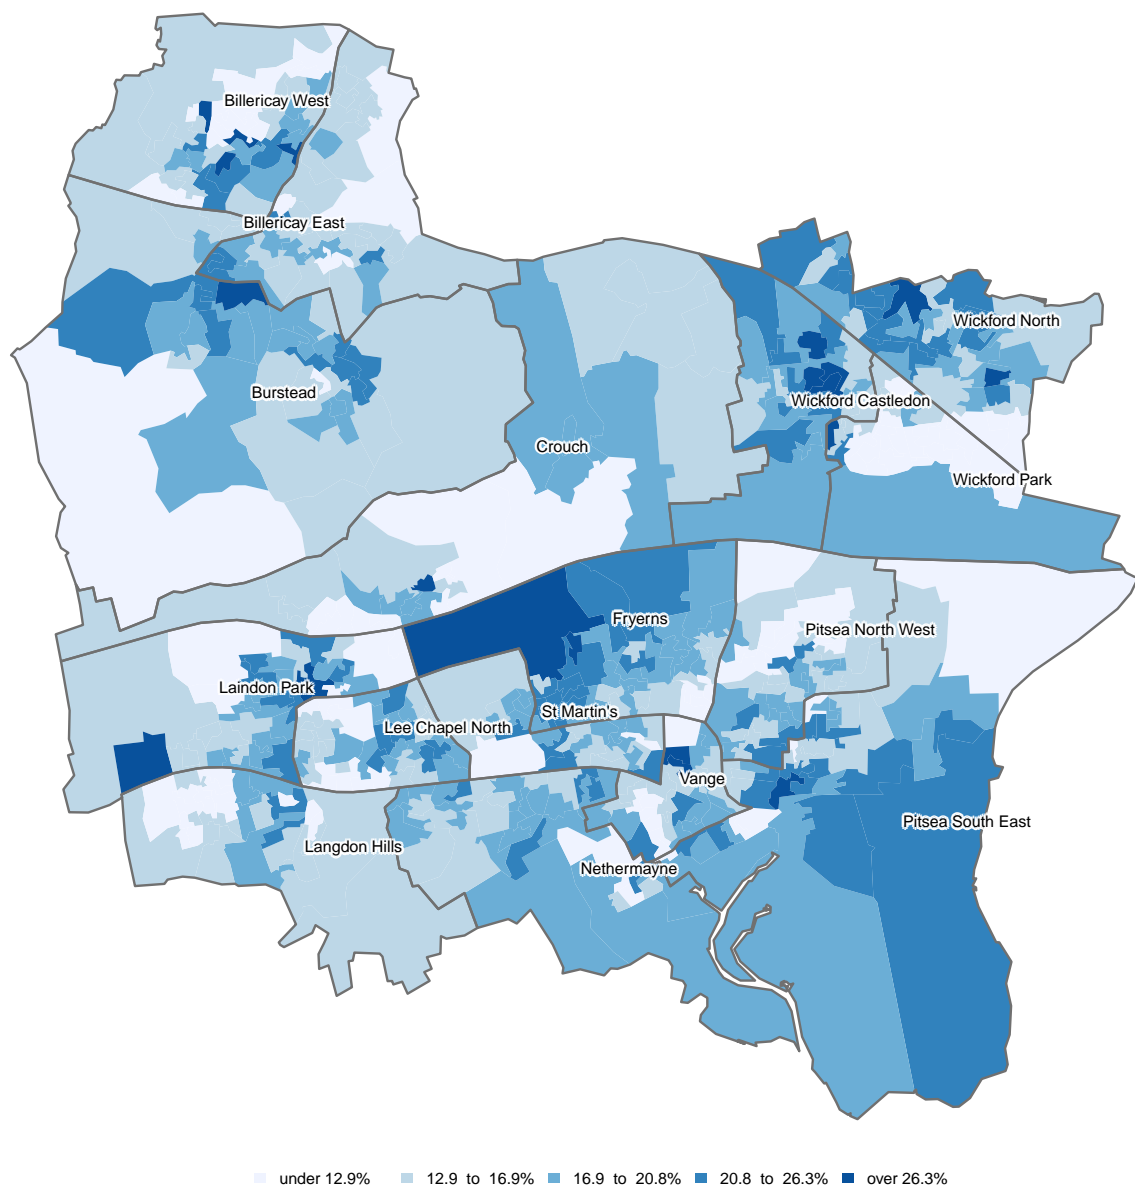 Billericay West
Billericay East
Wickford North
Burstead
Wickford Castledon
Crouch
Wickford Park
Fryerns
Pitsea North West
Laindon Park
St Martin's
Lee Chapel North
Vange
Pitsea South East
Langdon Hills
Nethermayne
under 12.9%
12.9 to 16.9%
16.9 to 20.8%
20.8 to 26.3%
over 26.3%